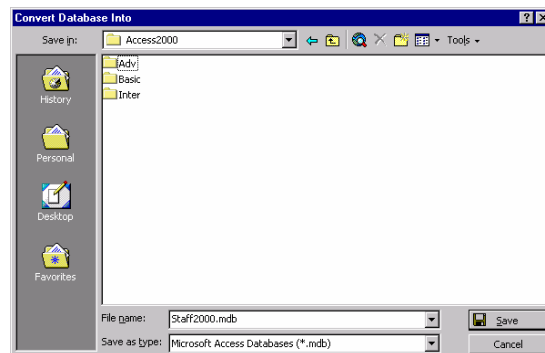 Convert Database Into
Save in: Access2000 Tools
Adv
Basic
Inter
History
Personal
Desktop
Favorites
File name: Staff2000.mdb Save
Save as type: Microsoft Access Databases (*.mdb) Cancel